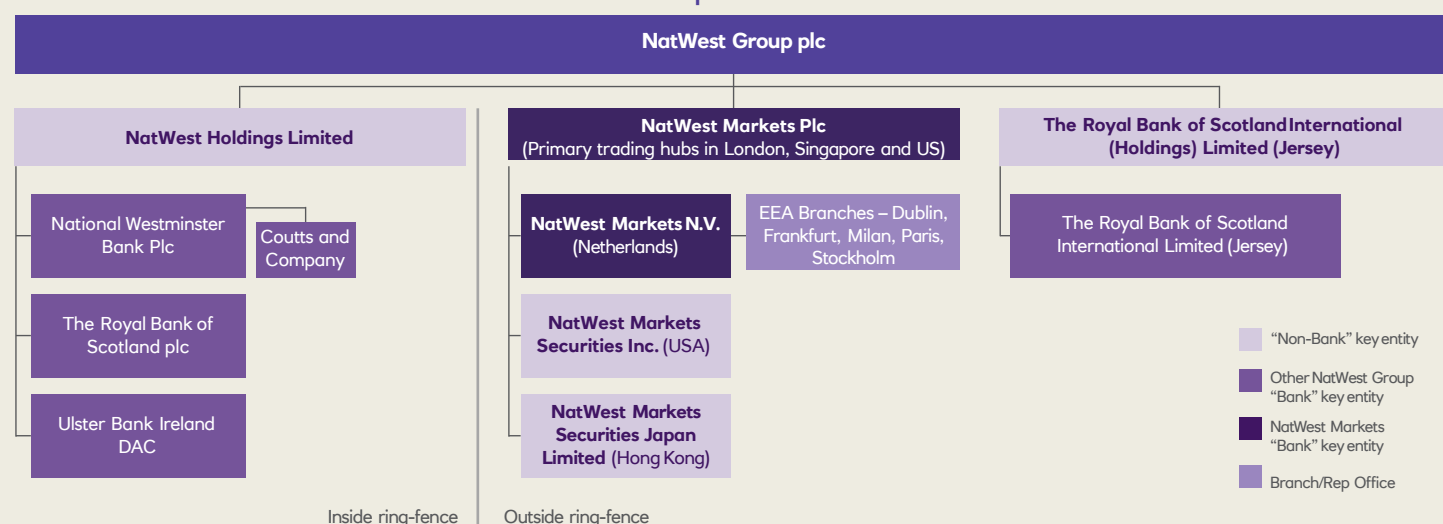 NatWest Group plc
NatWest Holdings Limited
National Westminster
Bank Plc
Coutts and
Company
The Royal Bank of
Scotland plc
Ulster Bank Ireland
DAC
Inside ring-fence
NatWest Markets Plc
(Primary trading hubs in London, Singapore and US)
NatWest Markets N.V.
(Netherlands)
EEA Branches – Dublin,
Frankfurt, Milan, Paris,
Stockholm
NatWest Markets
Securities Inc. (USA)
NatWest Markets
Securities Japan
Limited (Hong Kong)
Outside ring-fence
The Royal Bank of Scotland International
(Holdings) Limited (Jersey)
The Royal Bank of Scotland
International Limited (Jersey)
“Non-Bank” key entity
Other NatWest Group
“Bank” key entity
NatWest Markets
“Bank” key entity
Branch/Rep Office